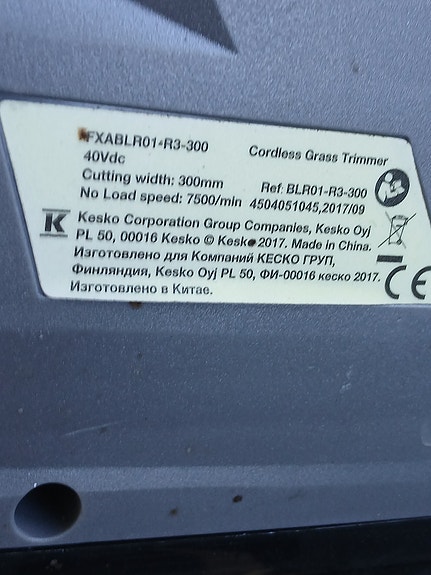 FXABLR01-R3-300
Cordless Grass Trimmer
40Vdc
Cutting width: 300mm
Ref: BLR01-R3-300
No Load speed: 7500/min
4504051045,2017/09
K
Kesko Corporation Group Companies, Kesko Oyj
PL 50, 00016 Kesko © Kesko 2017. Made in China.
Изготовлено для Компаний КЕСКО ГРУП,
Финляндия, Kesko Oyj PL 50, ФИ-00016 кеско 2017.
Изготовлено в Китае.
CE